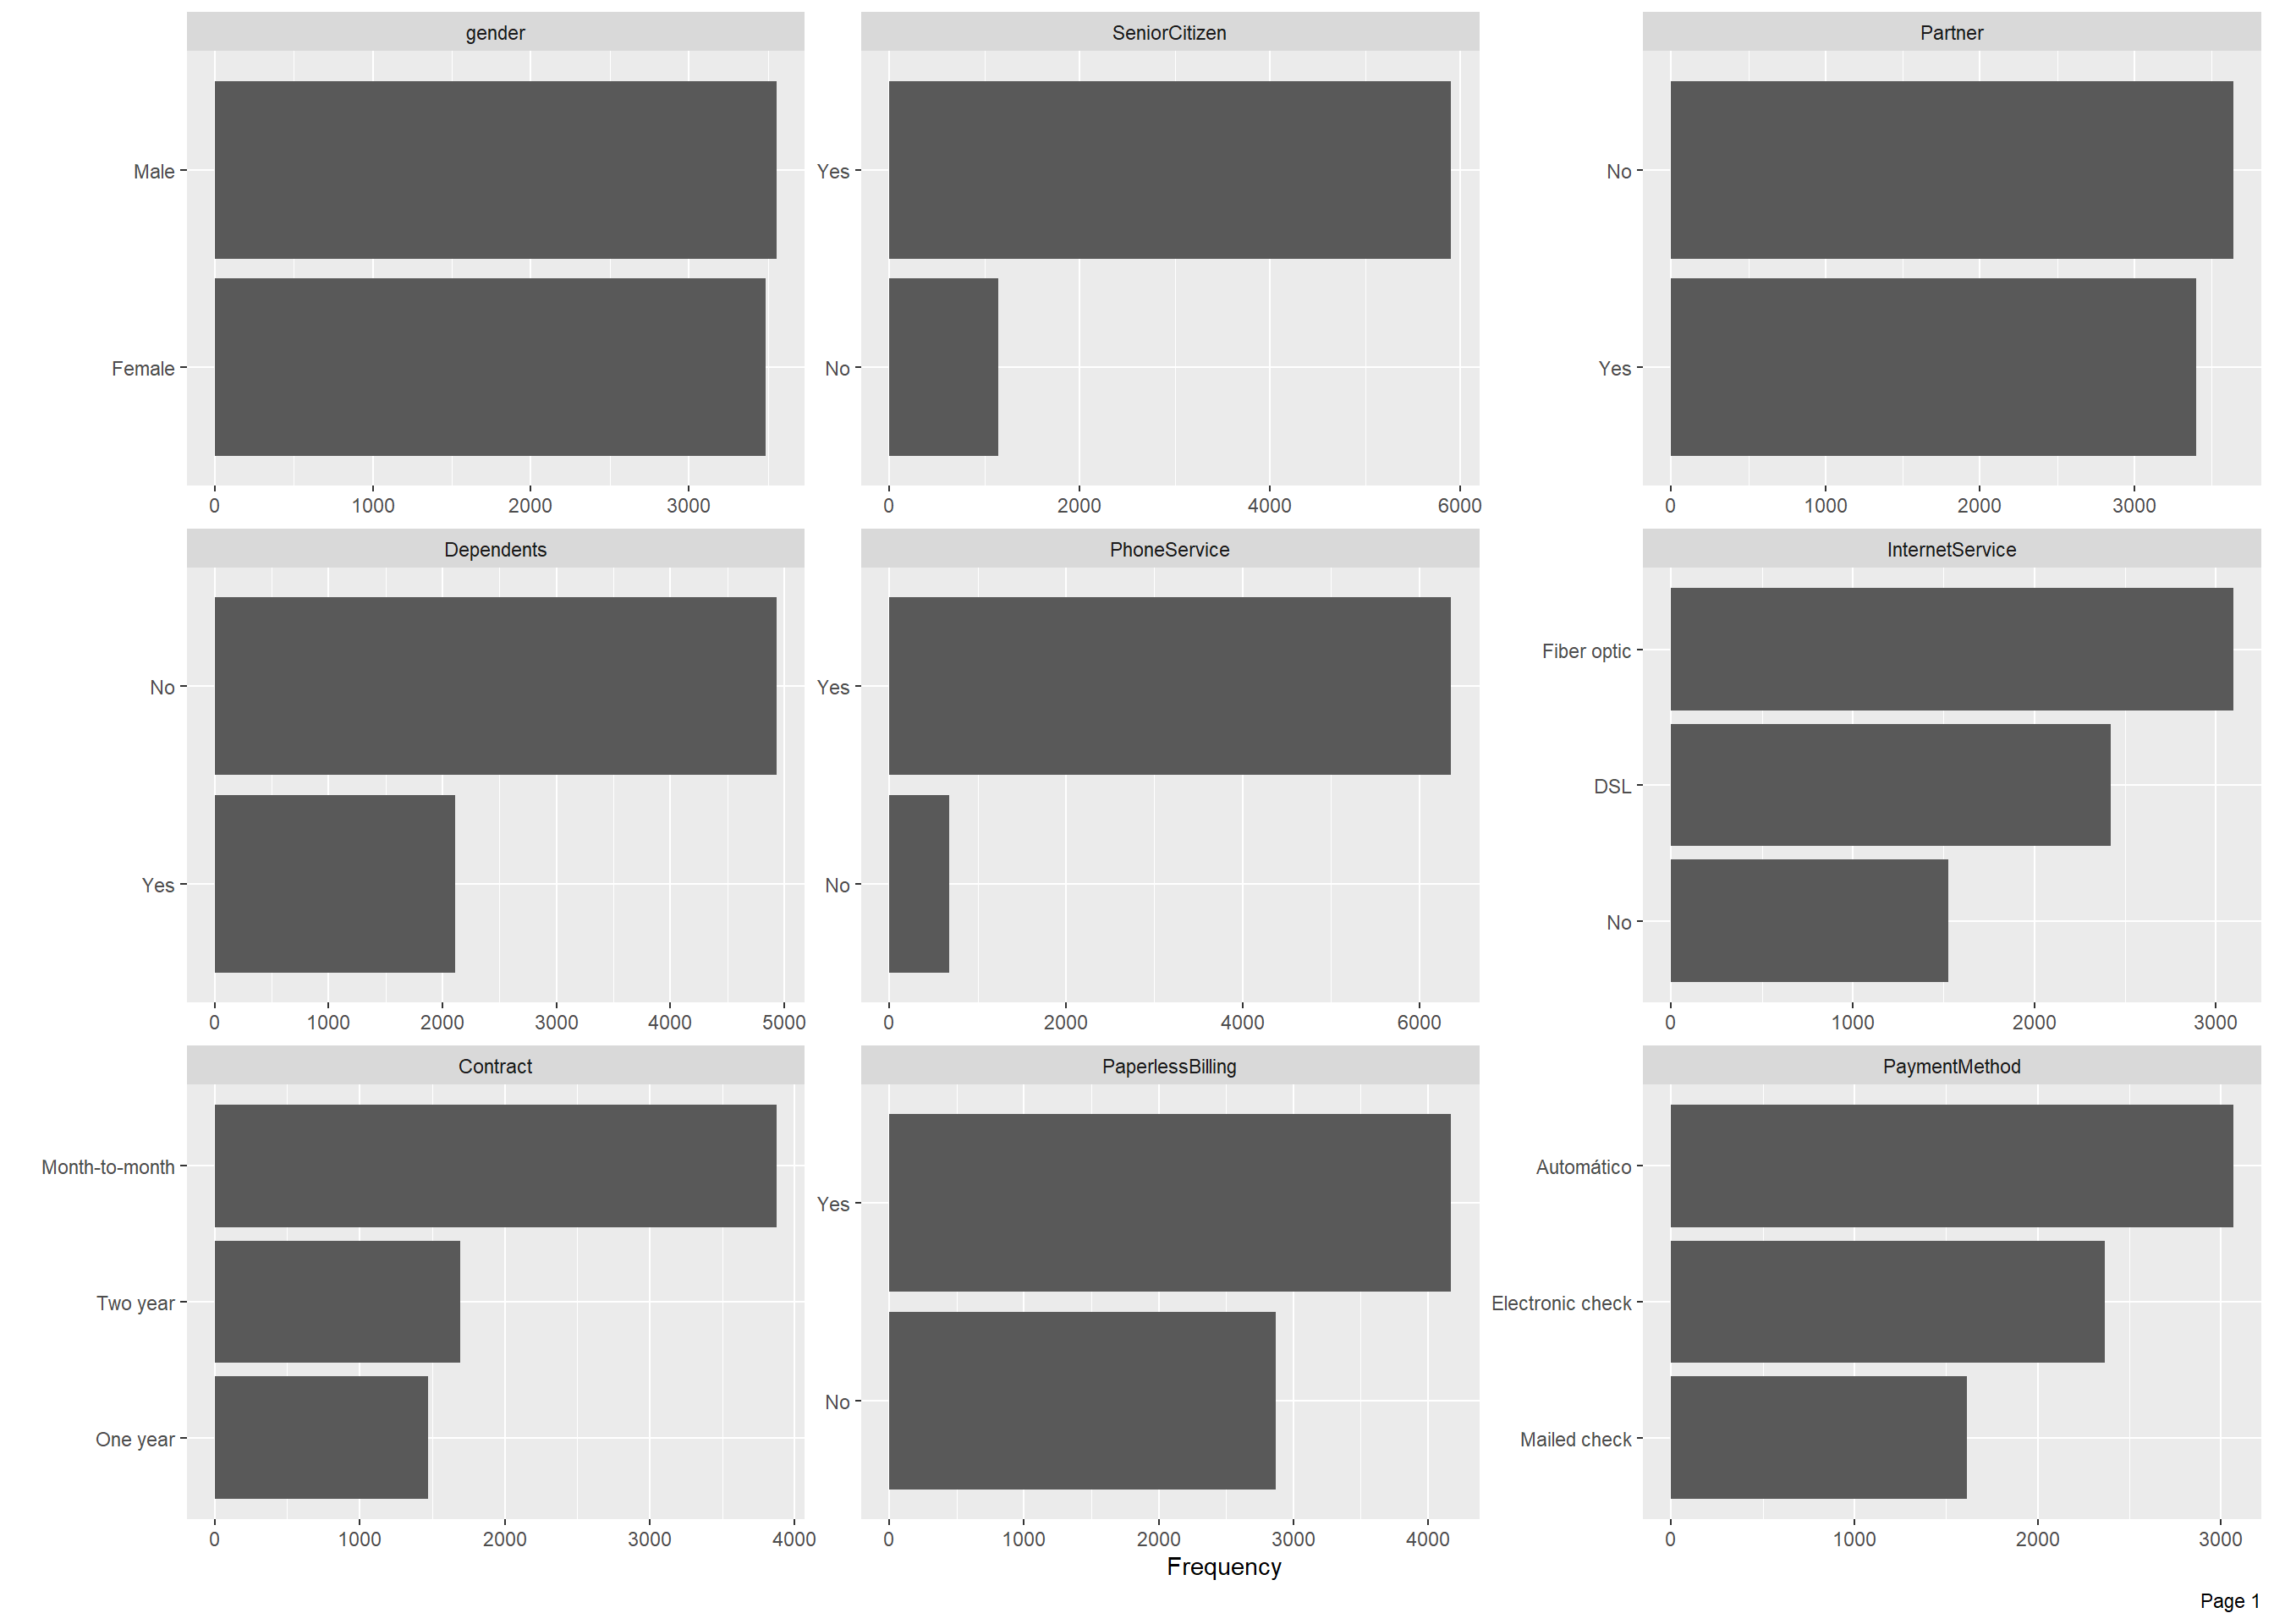 gender
SeniorCitizen
Partner
Male
Female
0 1000 2000 3000
Yes
No
0 2000 4000 6000
No
Yes
0 1000 2000 3000
Dependents
PhoneService
InternetService
No
Yes
0 1000 2000 3000 4000 5000
Yes
No
0 2000 4000 6000
Fiber optic
DSL
No
0 1000 2000 3000
Contract
PaperlessBilling
PaymentMethod
Month-to-month
Two year
One year
0 1000 2000 3000 4000
Yes
No
0 1000 2000 3000 4000
Automático
Electronic check
Mailed check
0 1000 2000 3000
Frequency
Page 1